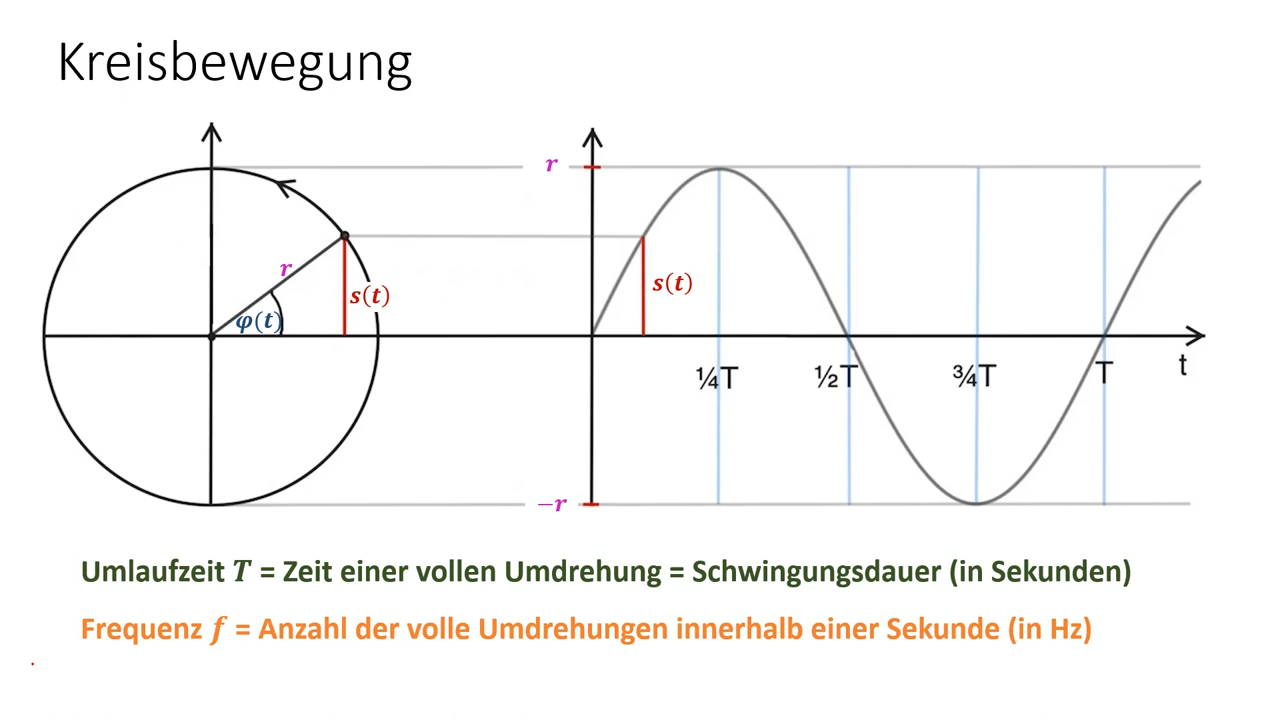 Kreisbewegung
r
r
s(t)
s(t)
φ(t)
¼T
½T
¾T
T
t
−r
Umlaufzeit T = Zeit einer vollen Umdrehung = Schwingungsdauer (in Sekunden)
Frequenz f = Anzahl der volle Umdrehungen innerhalb einer Sekunde (in Hz)